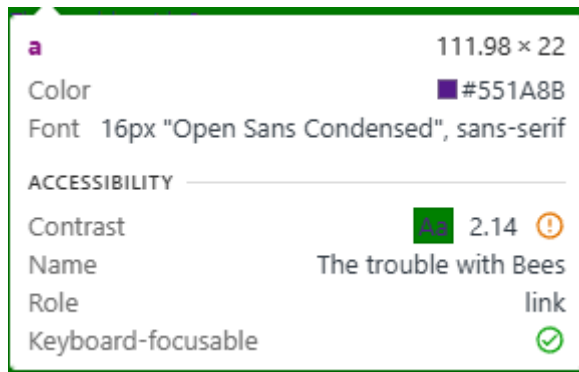 a 111.98 × 22
Color #551A8B
Font 16px "Open Sans Condensed", sans-serif
ACCESSIBILITY
Contrast Aa 2.14
Name The trouble with Bees
Role link
Keyboard-focusable